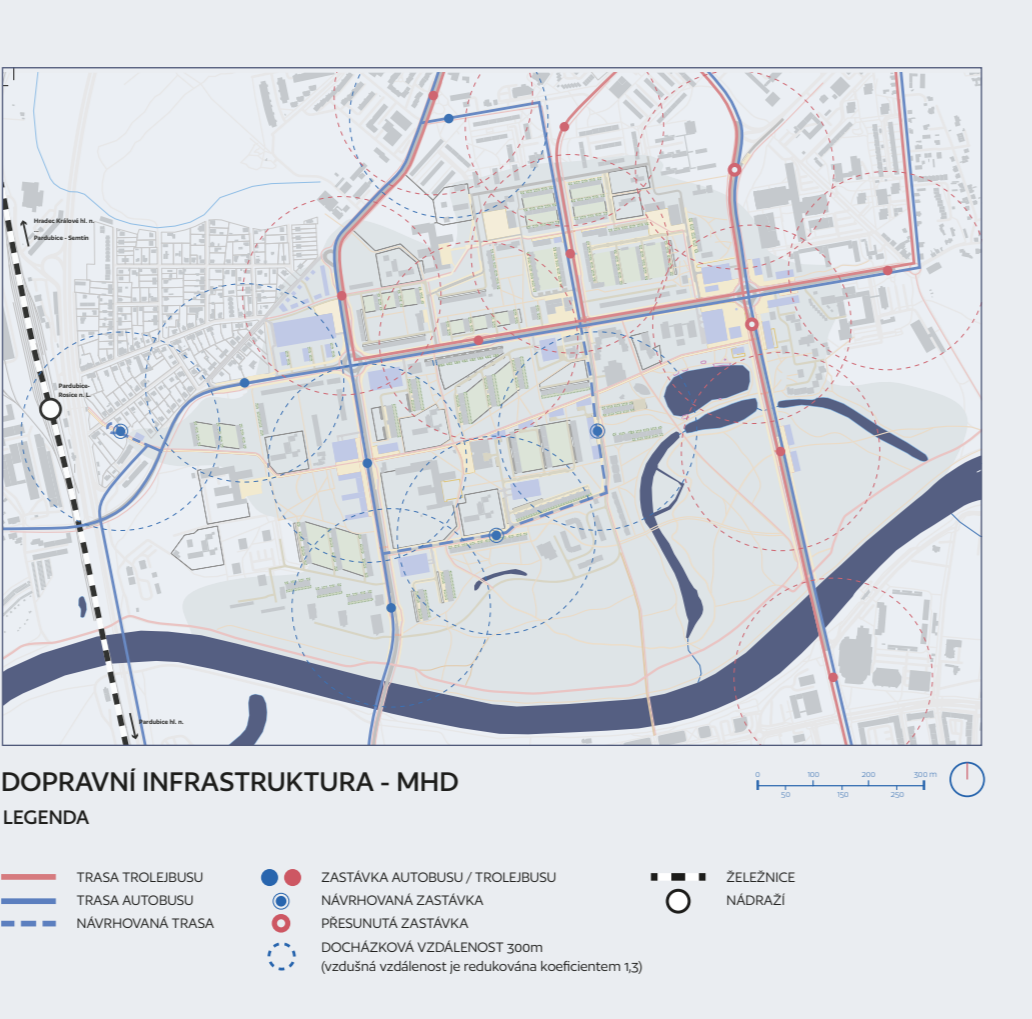 Hradec Králové hl. n.
Pardubice - Semtín
Pardubice-
Rosice n. L.
Pardubice hl. n.
DOPRAVNÍ INFRASTRUKTURA - MHD
LEGENDA
0 100 200 300 m
50 150 250
TRASA TROLEJBUSU
TRASA AUTOBUSU
NÁVRHOVANÁ TRASA
ZASTÁVKA AUTOBUSU / TROLEJBUSU
NÁVRHOVANÁ ZASTÁVKA
PŘESUNUTÁ ZASTÁVKA
DOCHÁZKOVÁ VZDÁLENOST 300m
(vzdušná vzdálenost je redukována koeficientem 1,3)
ŽELEŽNICE
NÁDRAŽÍ